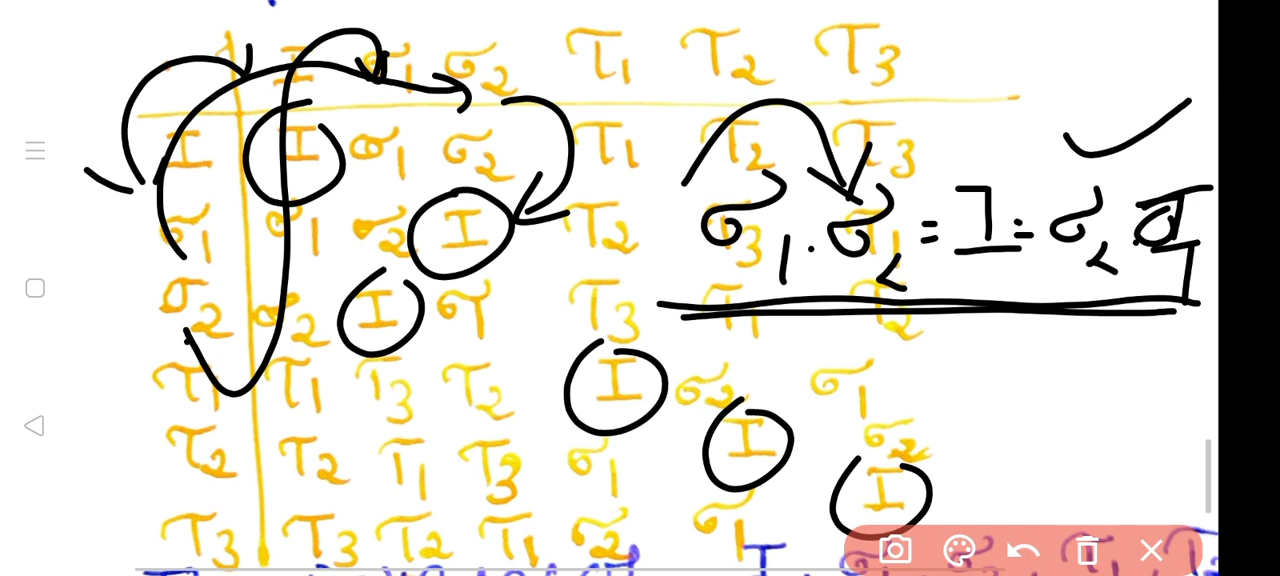 I σ1 σ2 τ1 τ2 τ3
I I σ1 σ2 τ1 τ2 τ3
σ1 σ1 σ2 I τ2 τ3 τ1
σ1 . σ2 = I = σ2 σ1
σ2 σ2 I σ1 τ3 τ1 τ2
τ1 τ1 τ3 τ2 I σ2 σ1
τ2 τ2 τ1 τ3 σ1 I σ2
τ3 τ3 τ2 τ1 σ2 σ1 I